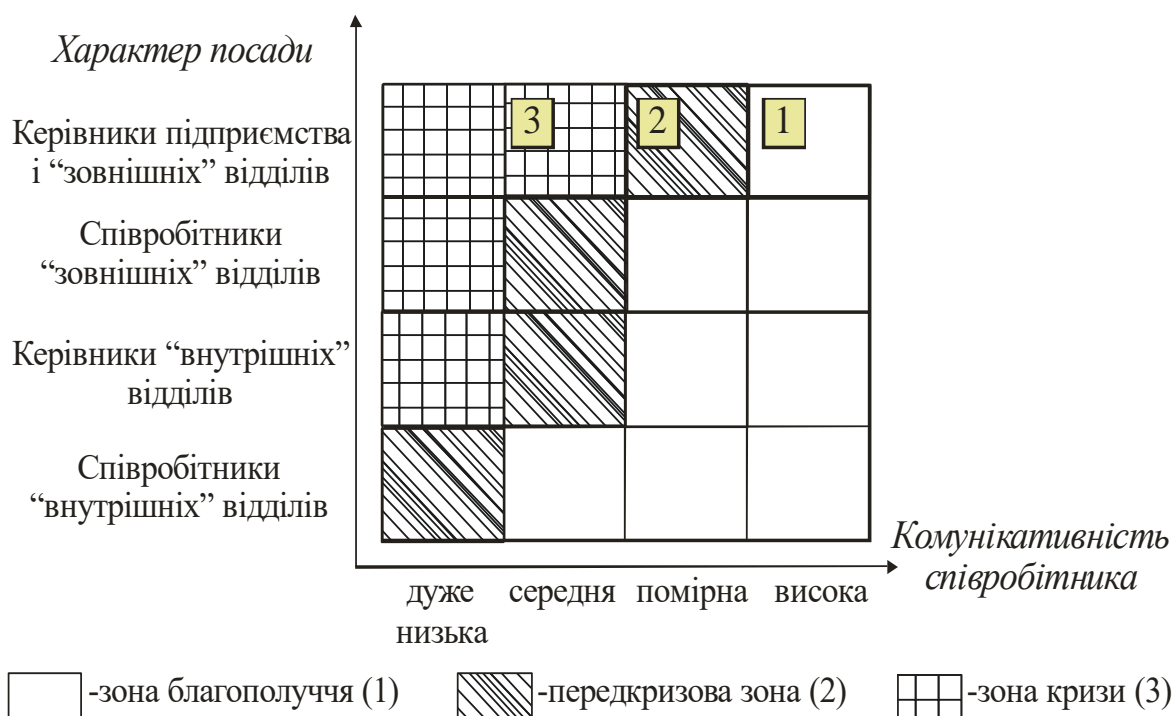 Характер посади
3
2
1
Керівники підприємства
і “зовнішніх” відділів
Співробітники
“зовнішніх” відділів
Керівники “внутрішніх”
відділів
Співробітники
“внутрішніх” відділів
Комунікативність
співробітника
дуже
низька
середня
помірна
висока
-зона благополуччя (1)
-передкризова зона (2)
-зона кризи (3)